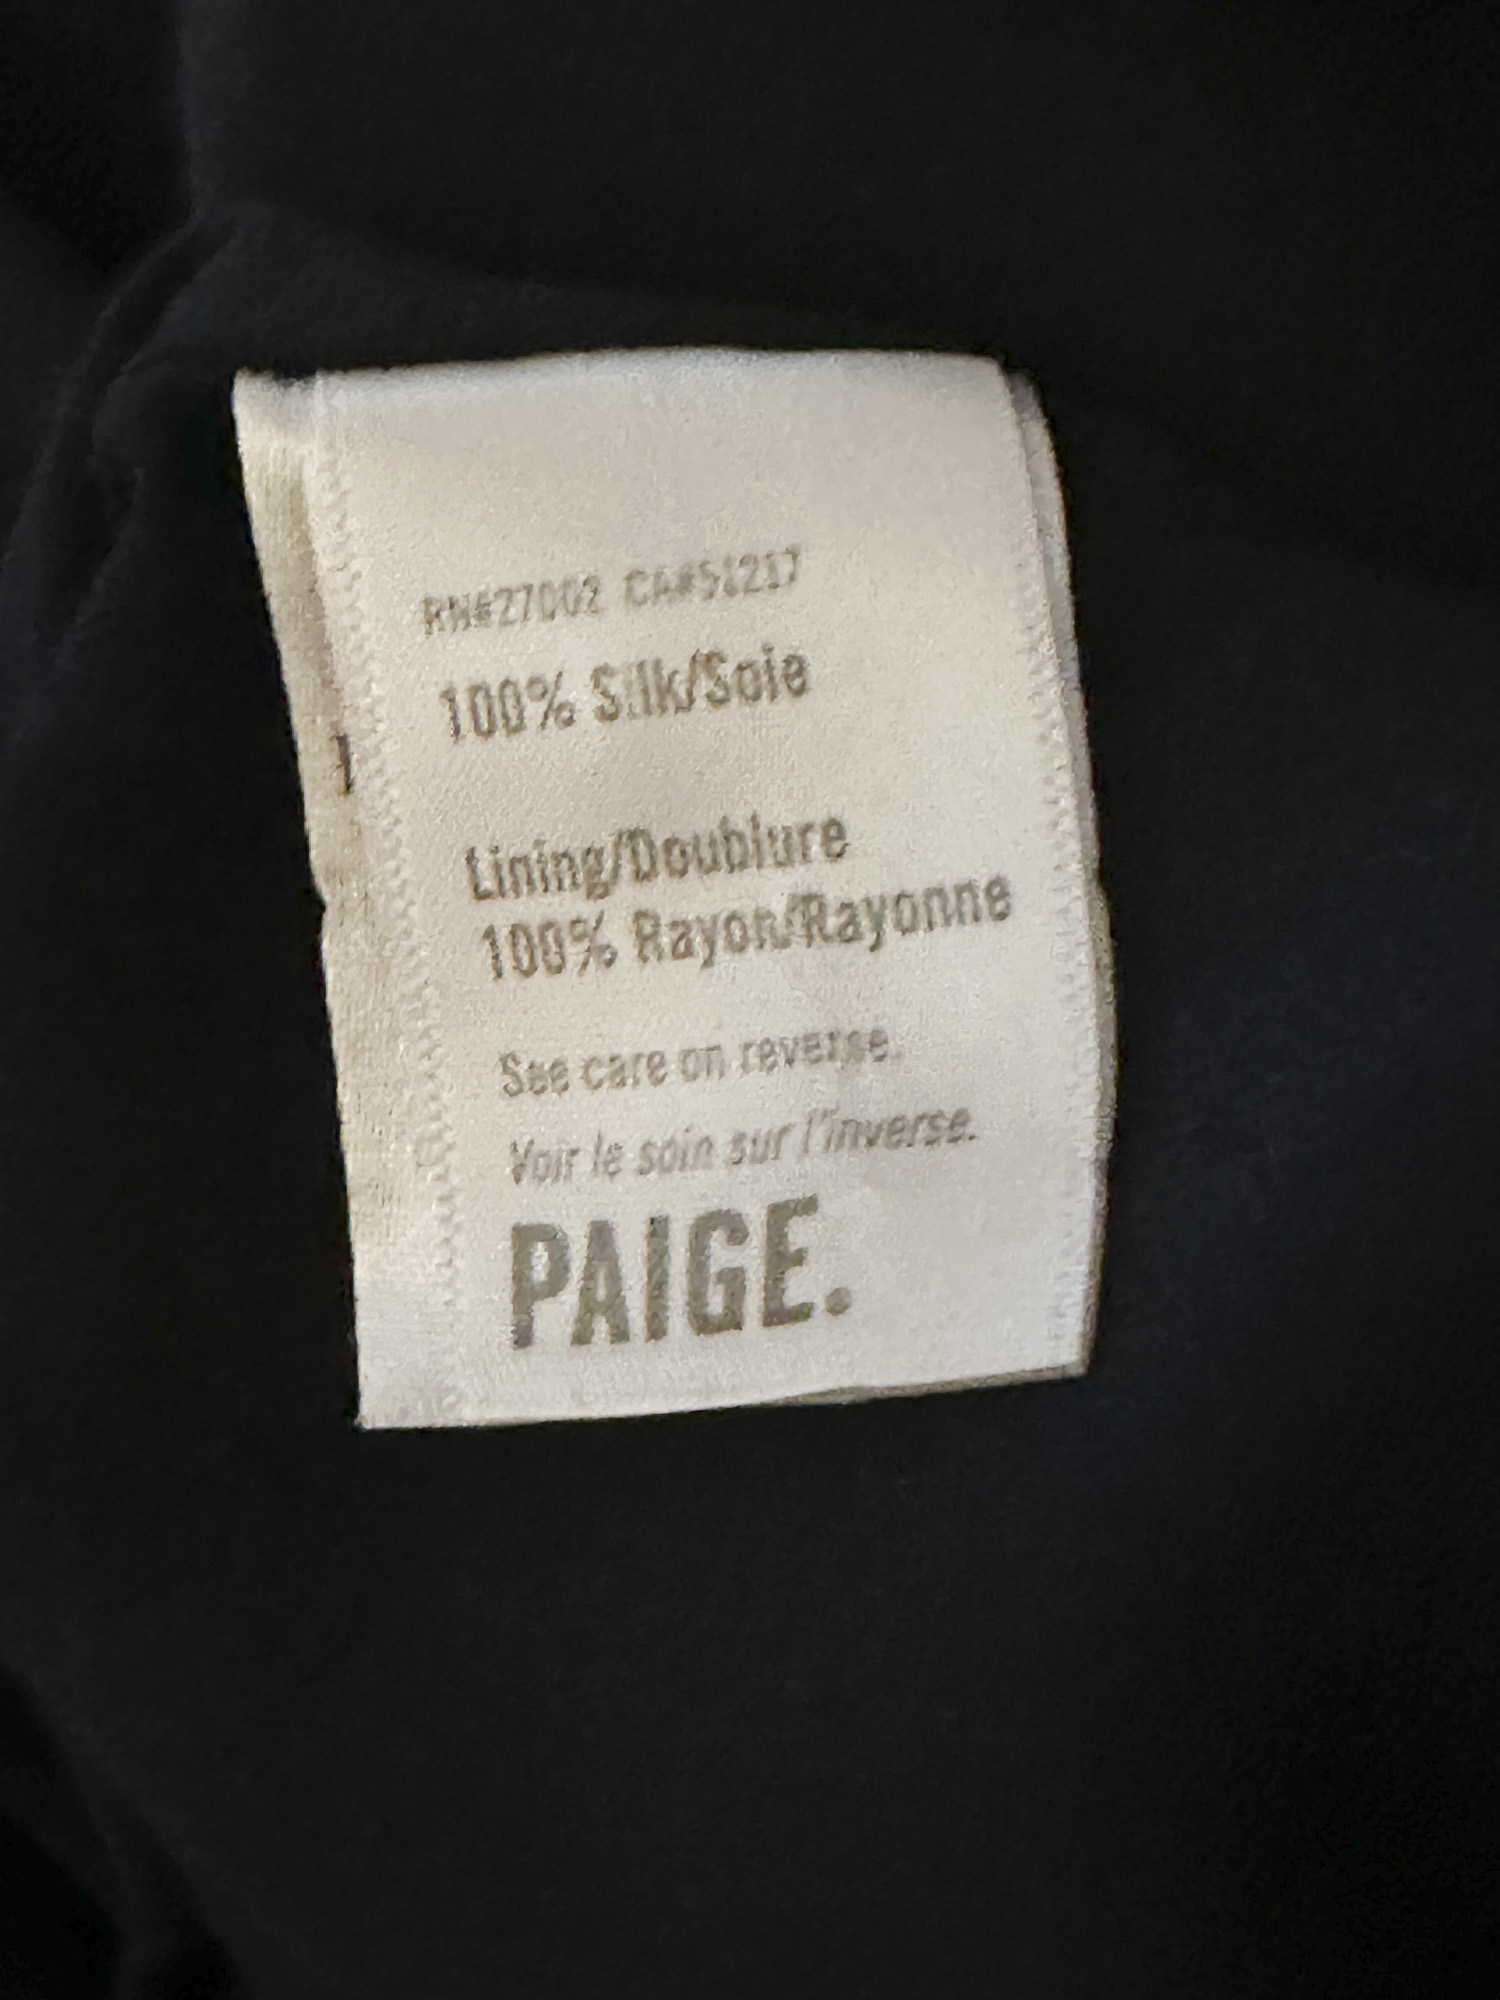 RN#27002 CA#51217
100% Silk/Soie
Lining/Doublure
100% Rayon/Rayonne
See care on reverse.
Voir le soin sur l'inverse.
PAIGE.